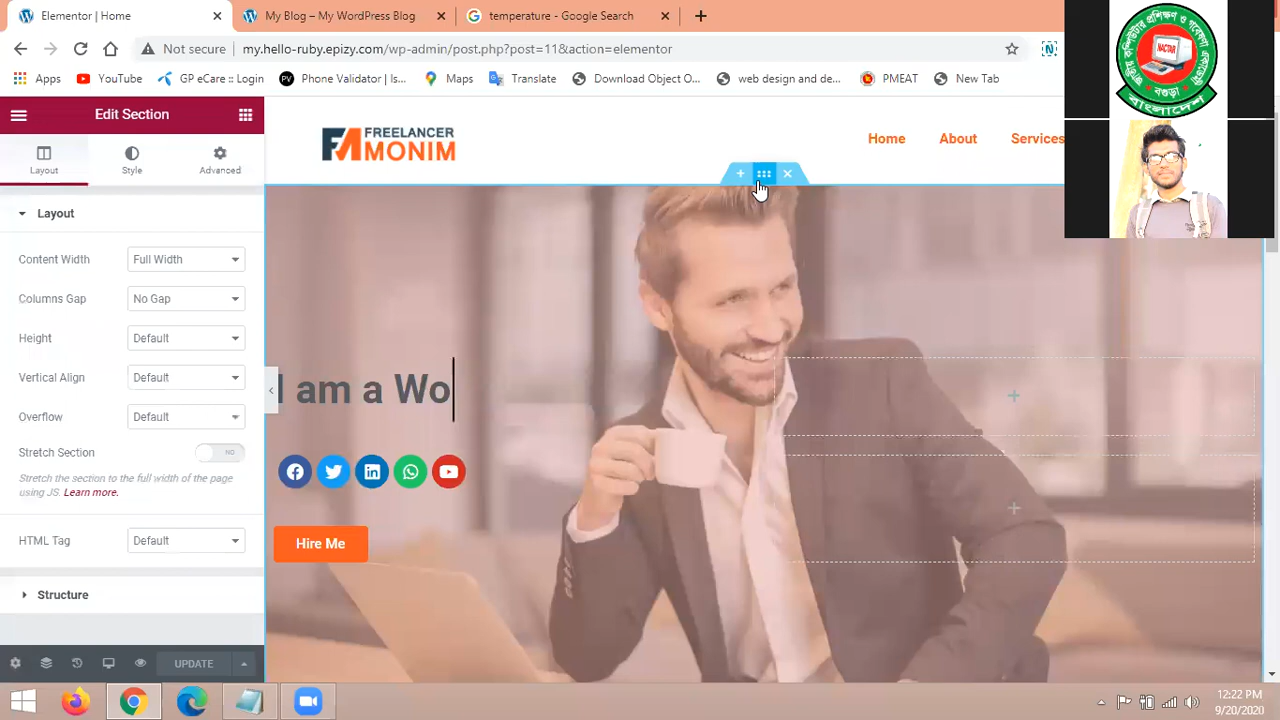 Elementor | Home
My Blog – My WordPress Blog
temperature - Google Search
Not secure
my.hello-ruby.epizy.com/wp-admin/post.php?post=11&action=elementor
Apps
YouTube
GP eCare :: Login
Phone Validator | Is...
Maps
Translate
Download Object O...
web design and de...
PMEAT
New Tab
Edit Section
Layout
Style
Advanced
Layout
Content Width
Full Width
Columns Gap
No Gap
Height
Default
Vertical Align
Default
Overflow
Default
Stretch Section
NO
Stretch the section to the full width of the page
using JS. Learn more.
HTML Tag
Default
Structure
UPDATE
FREELANCER
MONIM
Home
About
Services
I am a Wo
Hire Me
NACTAR
বগুড়া
বাংলাদেশ
12:22 PM
9/20/2020